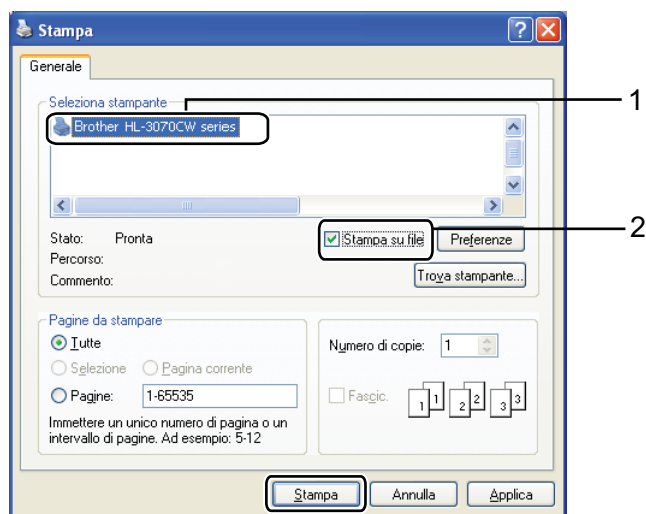 Stampa
Generale
Seleziona stampante
1
Brother HL-3070CW series
Stato: Pronta
Stampa su file
Preferenze
2
Percorso:
Commento:
Trova stampante...
Pagine da stampare
Tutte
Numero di copie: 1
Selezione Pagina corrente
Pagine: 1-65535
Fascic.
1 1 2 2 3 3
Immettere un unico numero di pagina o un
intervallo di pagine. Ad esempio: 5-12
Stampa Annulla Applica